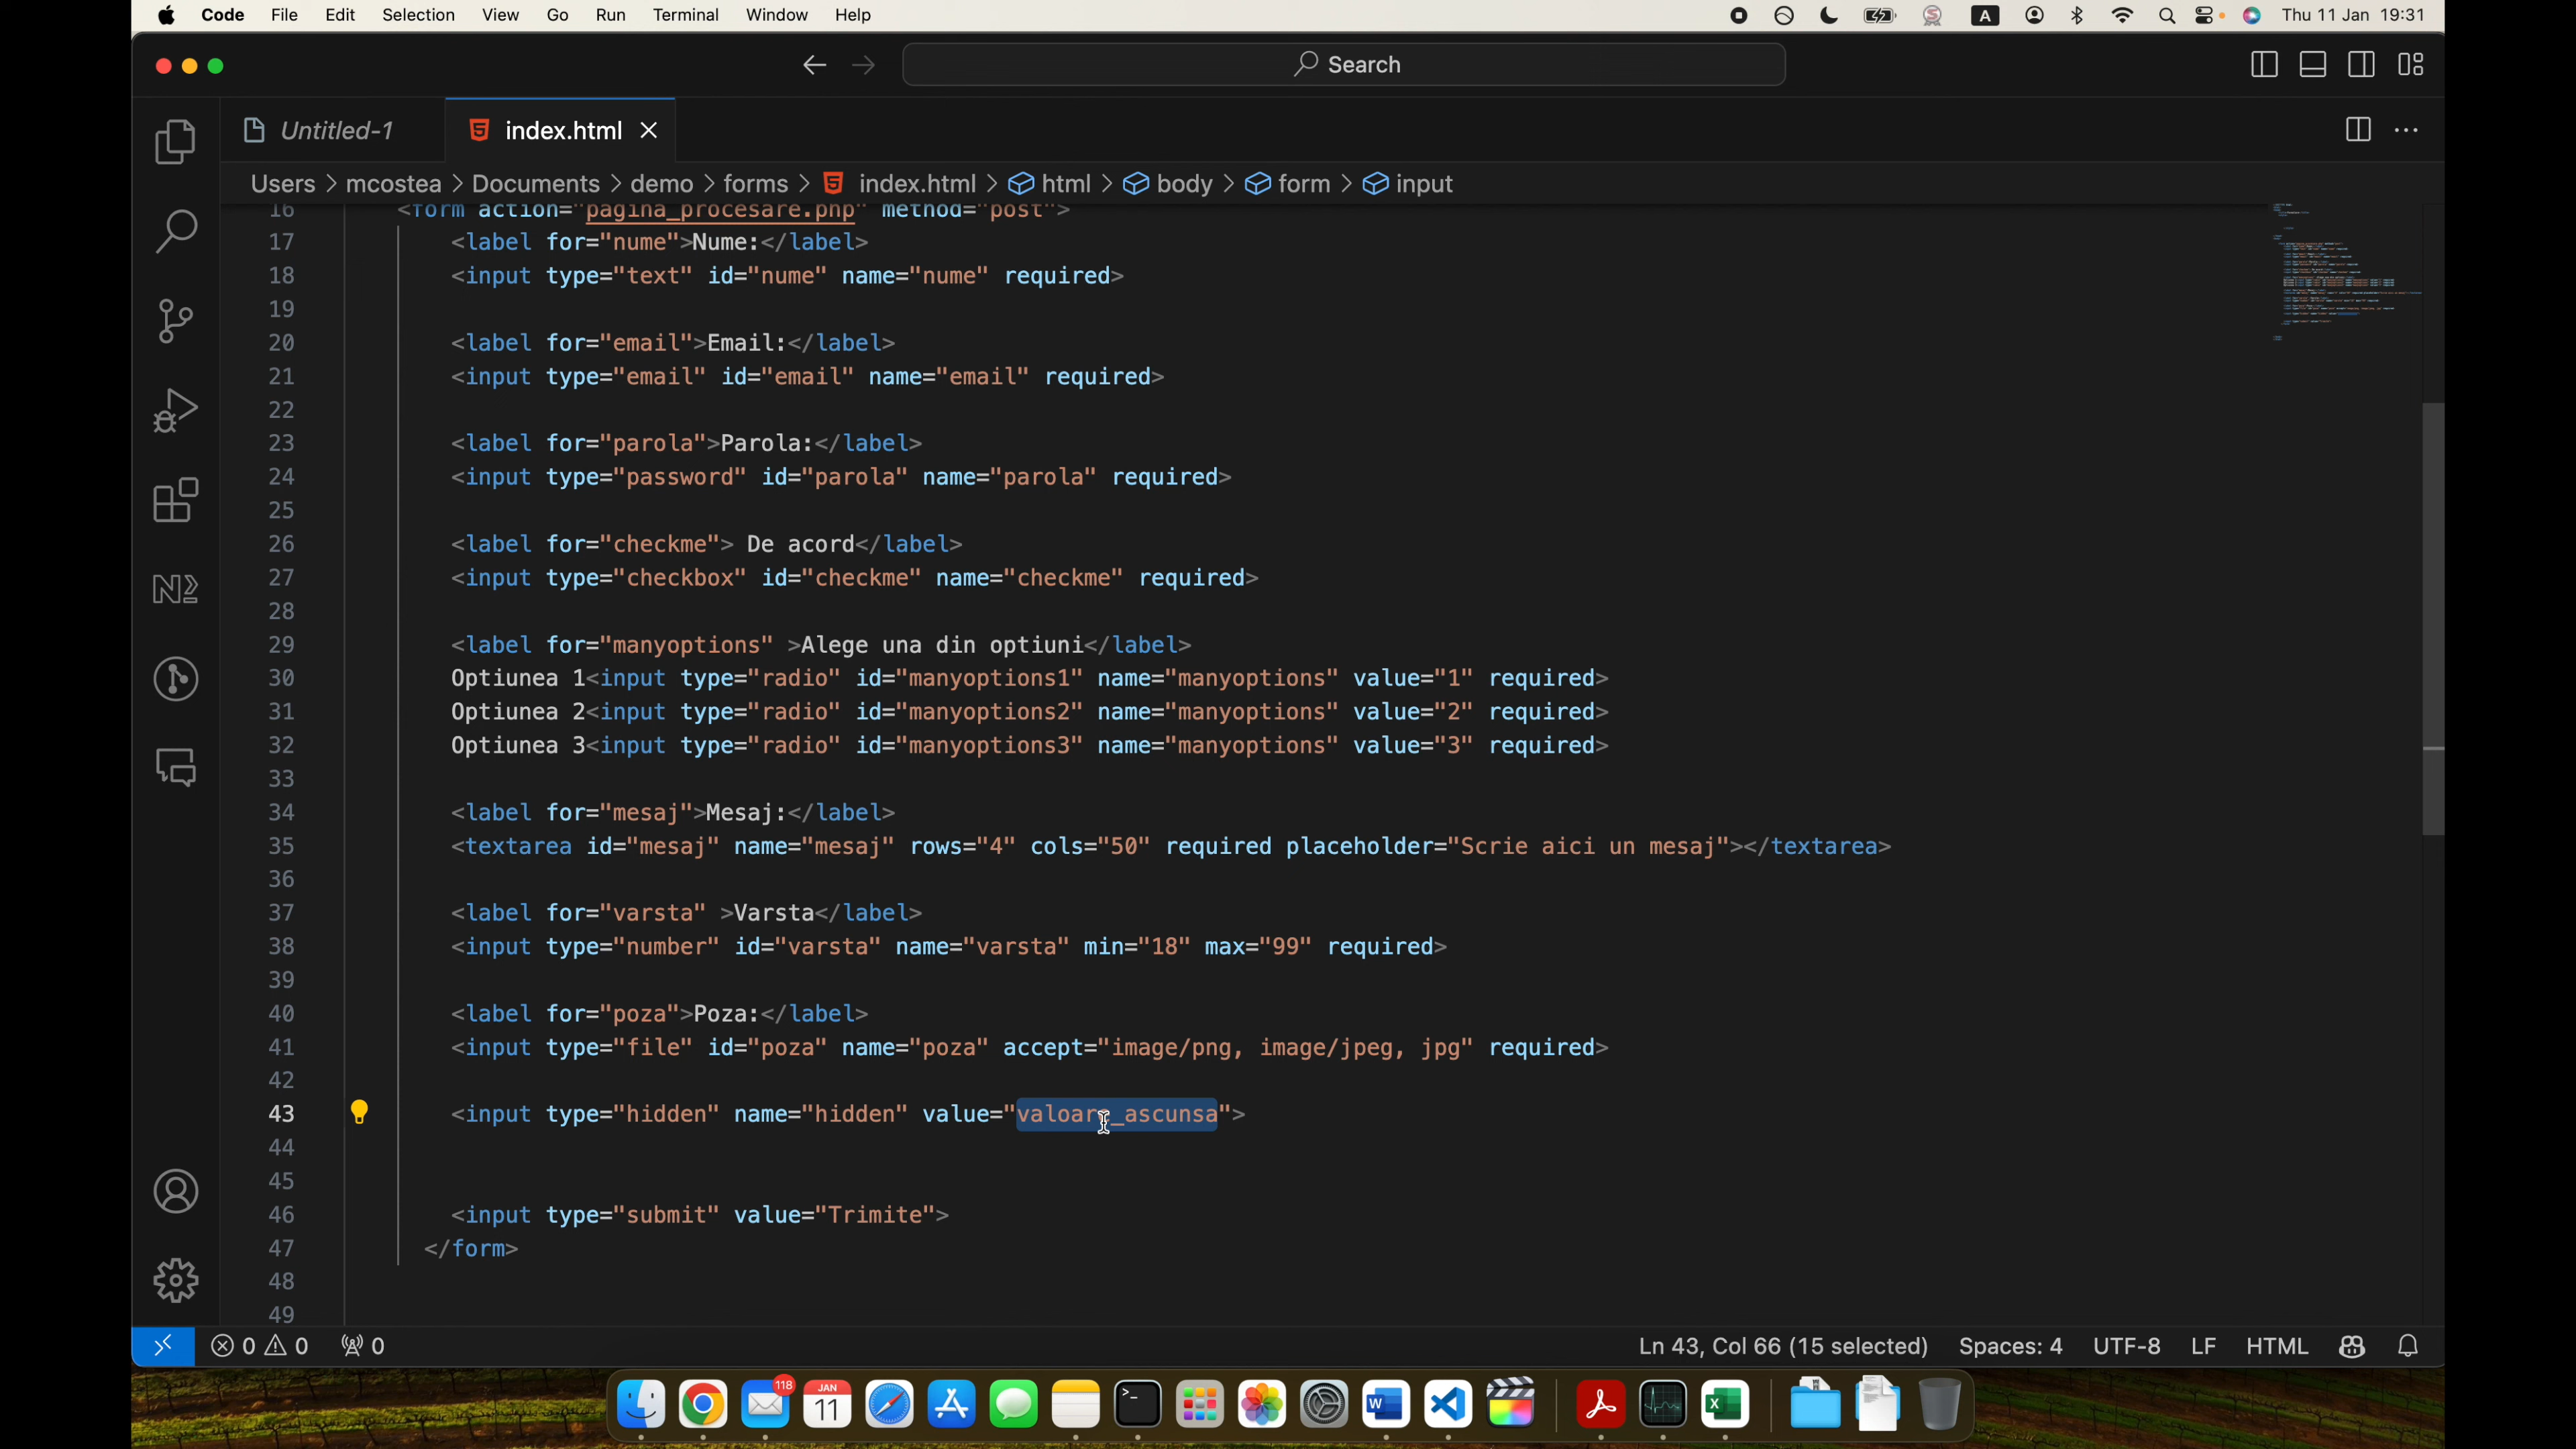 Code File Edit Selection View Go Run Terminal Window Help A Thu 11 Jan 19:31
Search
Untitled-1 index.html
Users > mcostea > Documents > demo > forms > index.html > html > body > form > input
16 <form action="pagina_procesare.php" method="post">
17 <label for="nume">Nume:</label>
18 <input type="text" id="nume" name="nume" required>
19
20 <label for="email">Email:</label>
21 <input type="email" id="email" name="email" required>
22
23 <label for="parola">Parola:</label>
24 <input type="password" id="parola" name="parola" required>
25
26 <label for="checkme"> De acord</label>
27 <input type="checkbox" id="checkme" name="checkme" required>
28
29 <label for="manyoptions" >Alege una din optiuni</label>
30 Optiunea 1<input type="radio" id="manyoptions1" name="manyoptions" value="1" required>
31 Optiunea 2<input type="radio" id="manyoptions2" name="manyoptions" value="2" required>
32 Optiunea 3<input type="radio" id="manyoptions3" name="manyoptions" value="3" required>
33
34 <label for="mesaj">Mesaj:</label>
35 <textarea id="mesaj" name="mesaj" rows="4" cols="50" required placeholder="Scrie aici un mesaj"></textarea>
36
37 <label for="varsta" >Varsta</label>
38 <input type="number" id="varsta" name="varsta" min="18" max="99" required>
39
40 <label for="poza">Poza:</label>
41 <input type="file" id="poza" name="poza" accept="image/png, image/jpeg, jpg" required>
42
43 <input type="hidden" name="hidden" value="valoare_ascunsa">
44
45
46 <input type="submit" value="Trimite">
47 </form>
48
49
0 0 0 Ln 43, Col 66 (15 selected) Spaces: 4 UTF-8 LF HTML
118 JAN 11